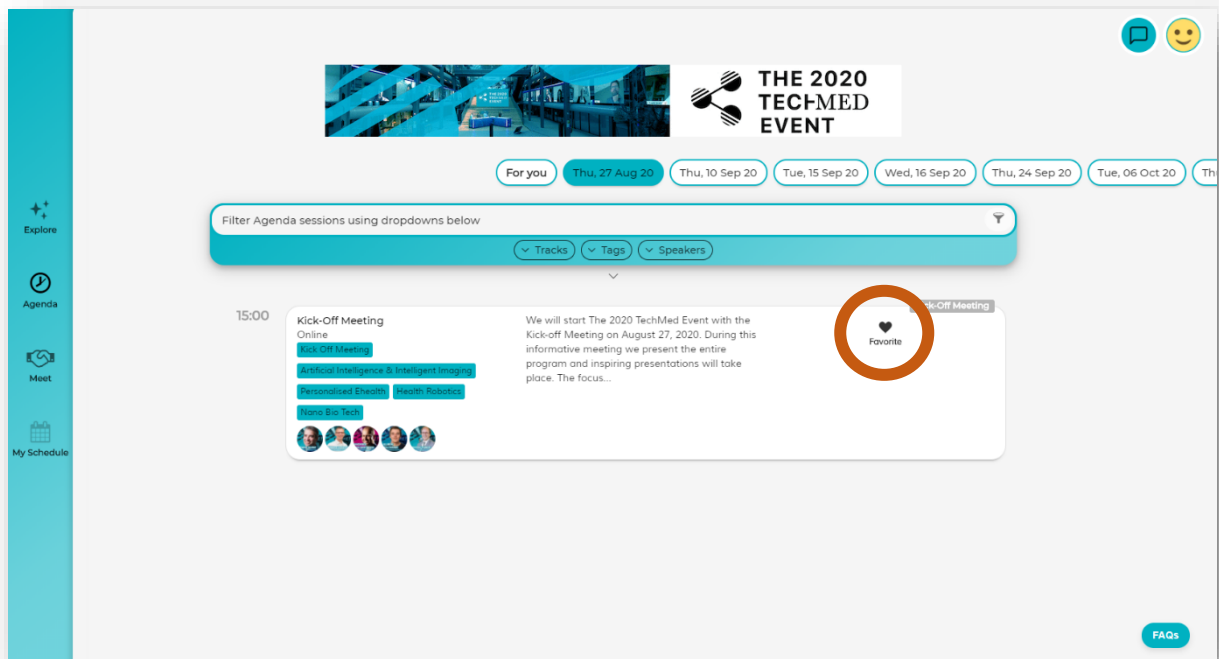 THE 2020
TECHMED
EVENT
For you
Thu, 27 Aug 20
Thu, 10 Sep 20
Tue, 15 Sep 20
Wed, 16 Sep 20
Thu, 24 Sep 20
Tue, 06 Oct 20
Th
Explore
Agenda
Meet
My Schedule
Filter Agenda sessions using dropdowns below
Tracks
Tags
Speakers
15:00
Kick-Off Meeting
Online
Kick Off Meeting
Artificial Intelligence & Intelligent Imaging
Personalised Ehealth
Health Robotics
Nano Bio Tech
We will start The 2020 TechMed Event with the
Kick-off Meeting on August 27, 2020. During this
informative meeting we present the entire
program and inspiring presentations will take
place. The focus...
ck-Off Meeting
Favorite
FAQs